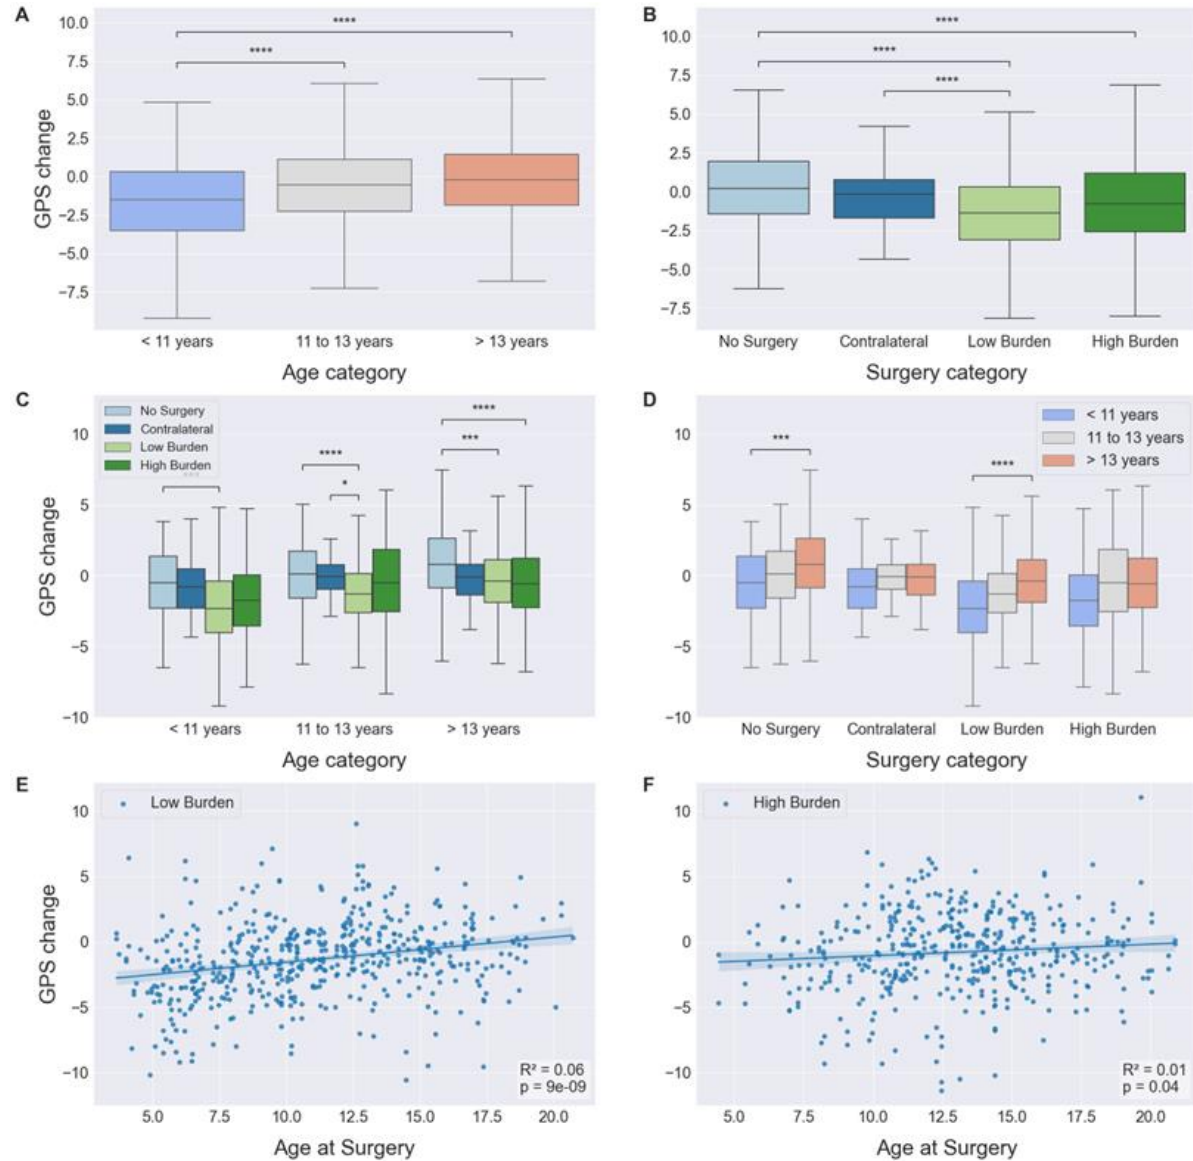 A
GPS change
10.0
7.5
5.0
2.5
0.0
−2.5
−5.0
−7.5
****
****
< 11 years 11 to 13 years > 13 years
Age category
B
10.0
7.5
5.0
2.5
0.0
−2.5
−5.0
−7.5
****
****
****
No Surgery Contralateral Low Burden High Burden
Surgery category
C
GPS change
10
5
0
−5
−10
No Surgery
Contralateral
Low Burden
High Burden
****
*
****
***
< 11 years 11 to 13 years > 13 years
Age category
D
10
5
0
−5
−10
< 11 years
11 to 13 years
> 13 years
***
****
No Surgery Contralateral Low Burden High Burden
Surgery category
E
GPS change
10
5
0
−5
−10
Low Burden
R² = 0.06
p = 9e-09
5.0 7.5 10.0 12.5 15.0 17.5 20.0
Age at Surgery
F
10
5
0
−5
−10
High Burden
R² = 0.01
p = 0.04
5.0 7.5 10.0 12.5 15.0 17.5 20.0
Age at Surgery